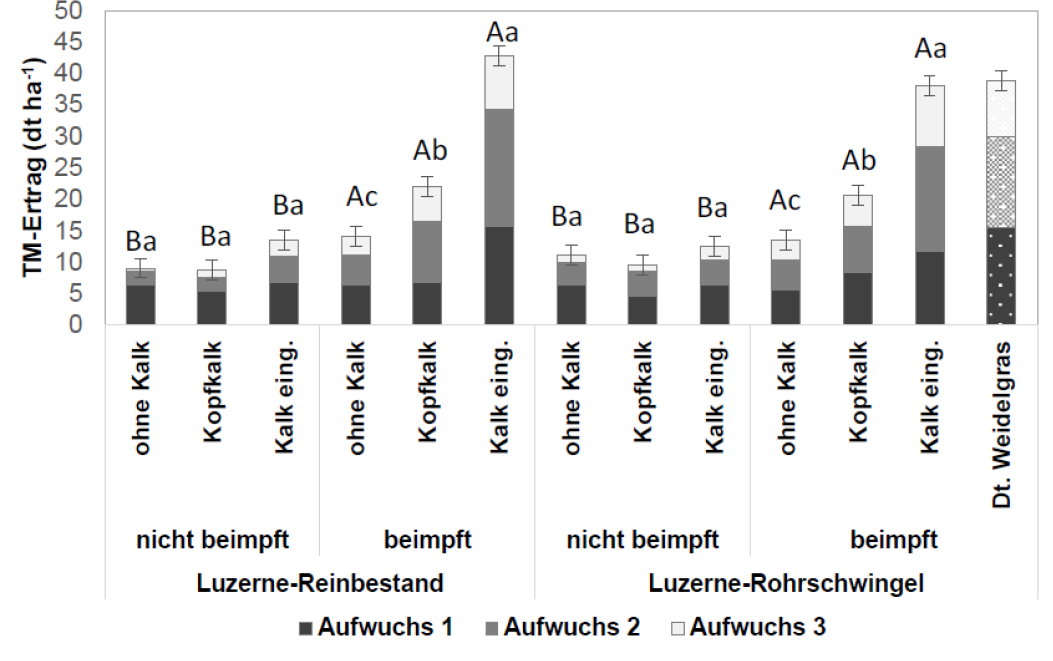 TM-Ertrag (dt ha⁻¹)
50
45
40
35
30
25
20
15
10
5
0
Ba
Ba
Ba
Ac
Ab
Aa
Ba
Ba
Ba
Ac
Ab
Aa
ohne Kalk
Kopfkalk
Kalk eing.
ohne Kalk
Kopfkalk
Kalk eing.
ohne Kalk
Kopfkalk
Kalk eing.
ohne Kalk
Kopfkalk
Kalk eing.
Dt. Weidelgras
nicht beimpft
beimpft
nicht beimpft
beimpft
Luzerne-Reinbestand
Luzerne-Rohrschwingel
Aufwuchs 1
Aufwuchs 2
Aufwuchs 3